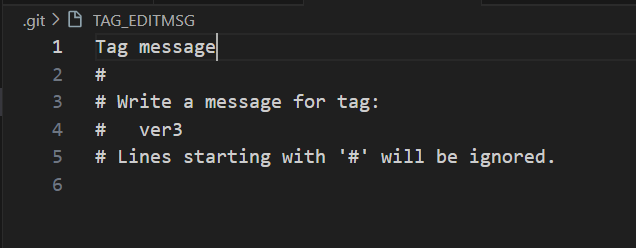 .git > TAG_EDITMSG
1 Tag message
2 #
3 # Write a message for tag:
4 #   ver3
5 # Lines starting with '#' will be ignored.
6